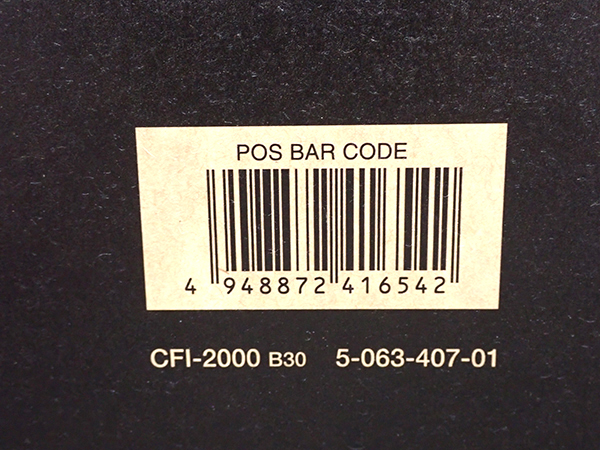 POS BAR CODE
4 948872 416542
CFI-2000 B30 5-063-407-01